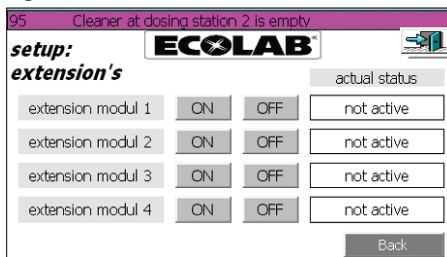 95 Cleaner at dosing station 2 is empty
setup: ECOLAB®
extension's
actual status
extension modul 1 ON OFF not active
extension modul 2 ON OFF not active
extension modul 3 ON OFF not active
extension modul 4 ON OFF not active
Back